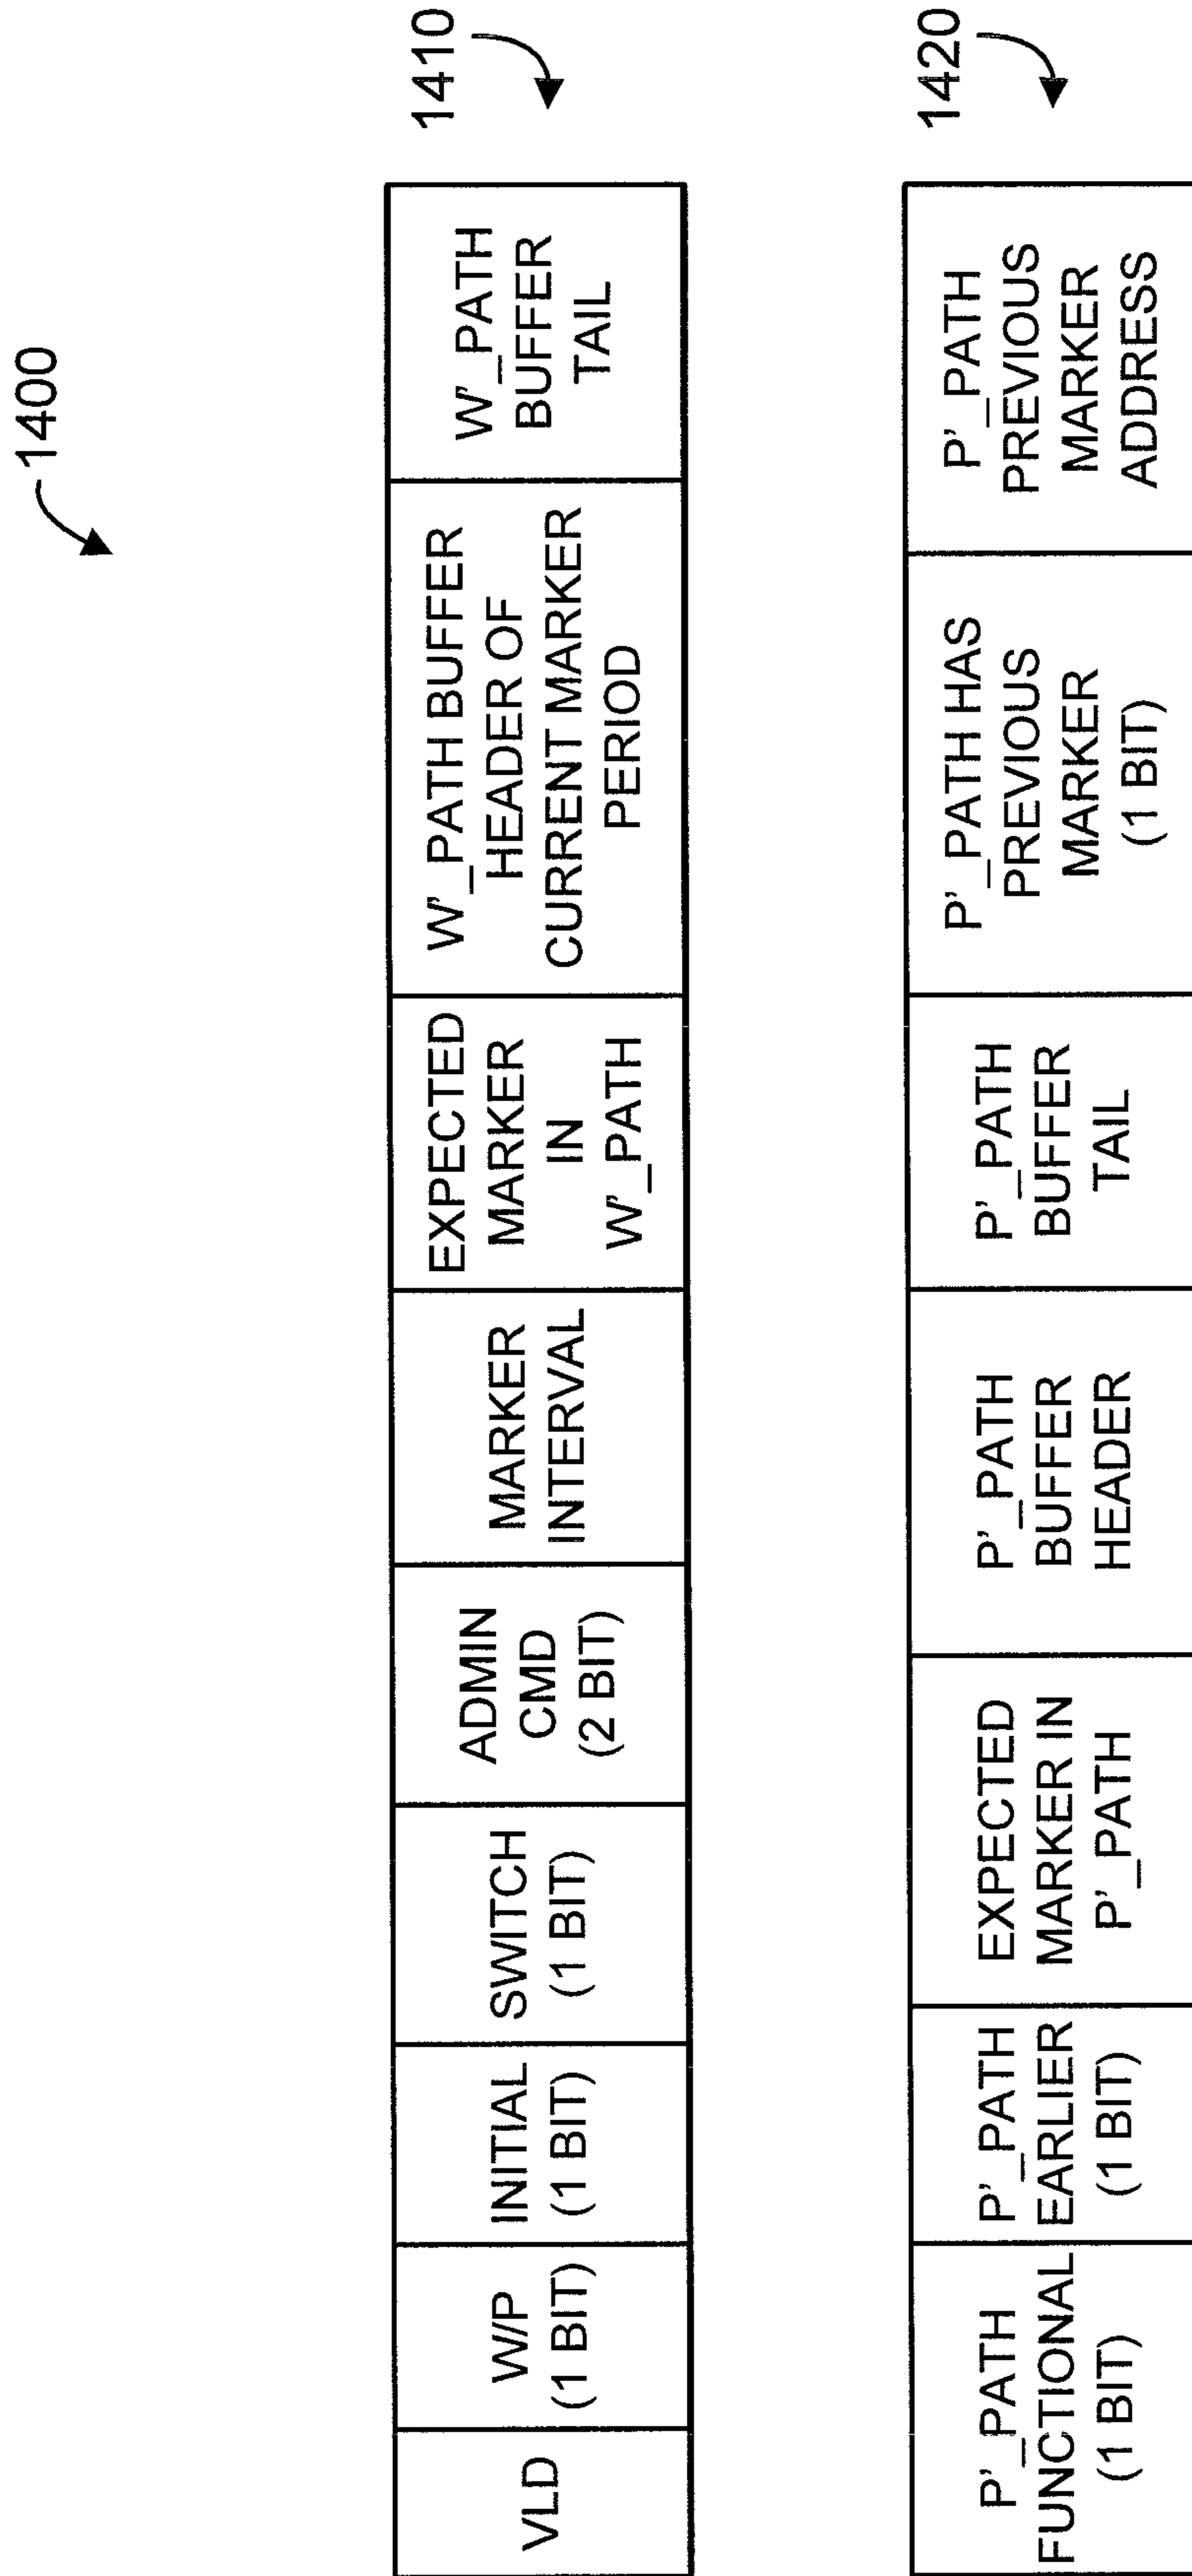 1400
1410
VLD
W/P
(1 BIT)
INITIAL
(1 BIT)
SWITCH
(1 BIT)
ADMIN
CMD
(2 BIT)
MARKER
INTERVAL
EXPECTED
MARKER
IN
W'_PATH
W'_PATH BUFFER
HEADER OF
CURRENT MARKER
PERIOD
W'_PATH
BUFFER
TAIL
1420
P'_PATH
FUNCTIONAL
(1 BIT)
P'_PATH
EARLIER
(1 BIT)
EXPECTED
MARKER IN
P'_PATH
P'_PATH
BUFFER
HEADER
P'_PATH
BUFFER
TAIL
P'_PATH HAS
PREVIOUS
MARKER
(1 BIT)
P'_PATH
PREVIOUS
MARKER
ADDRESS